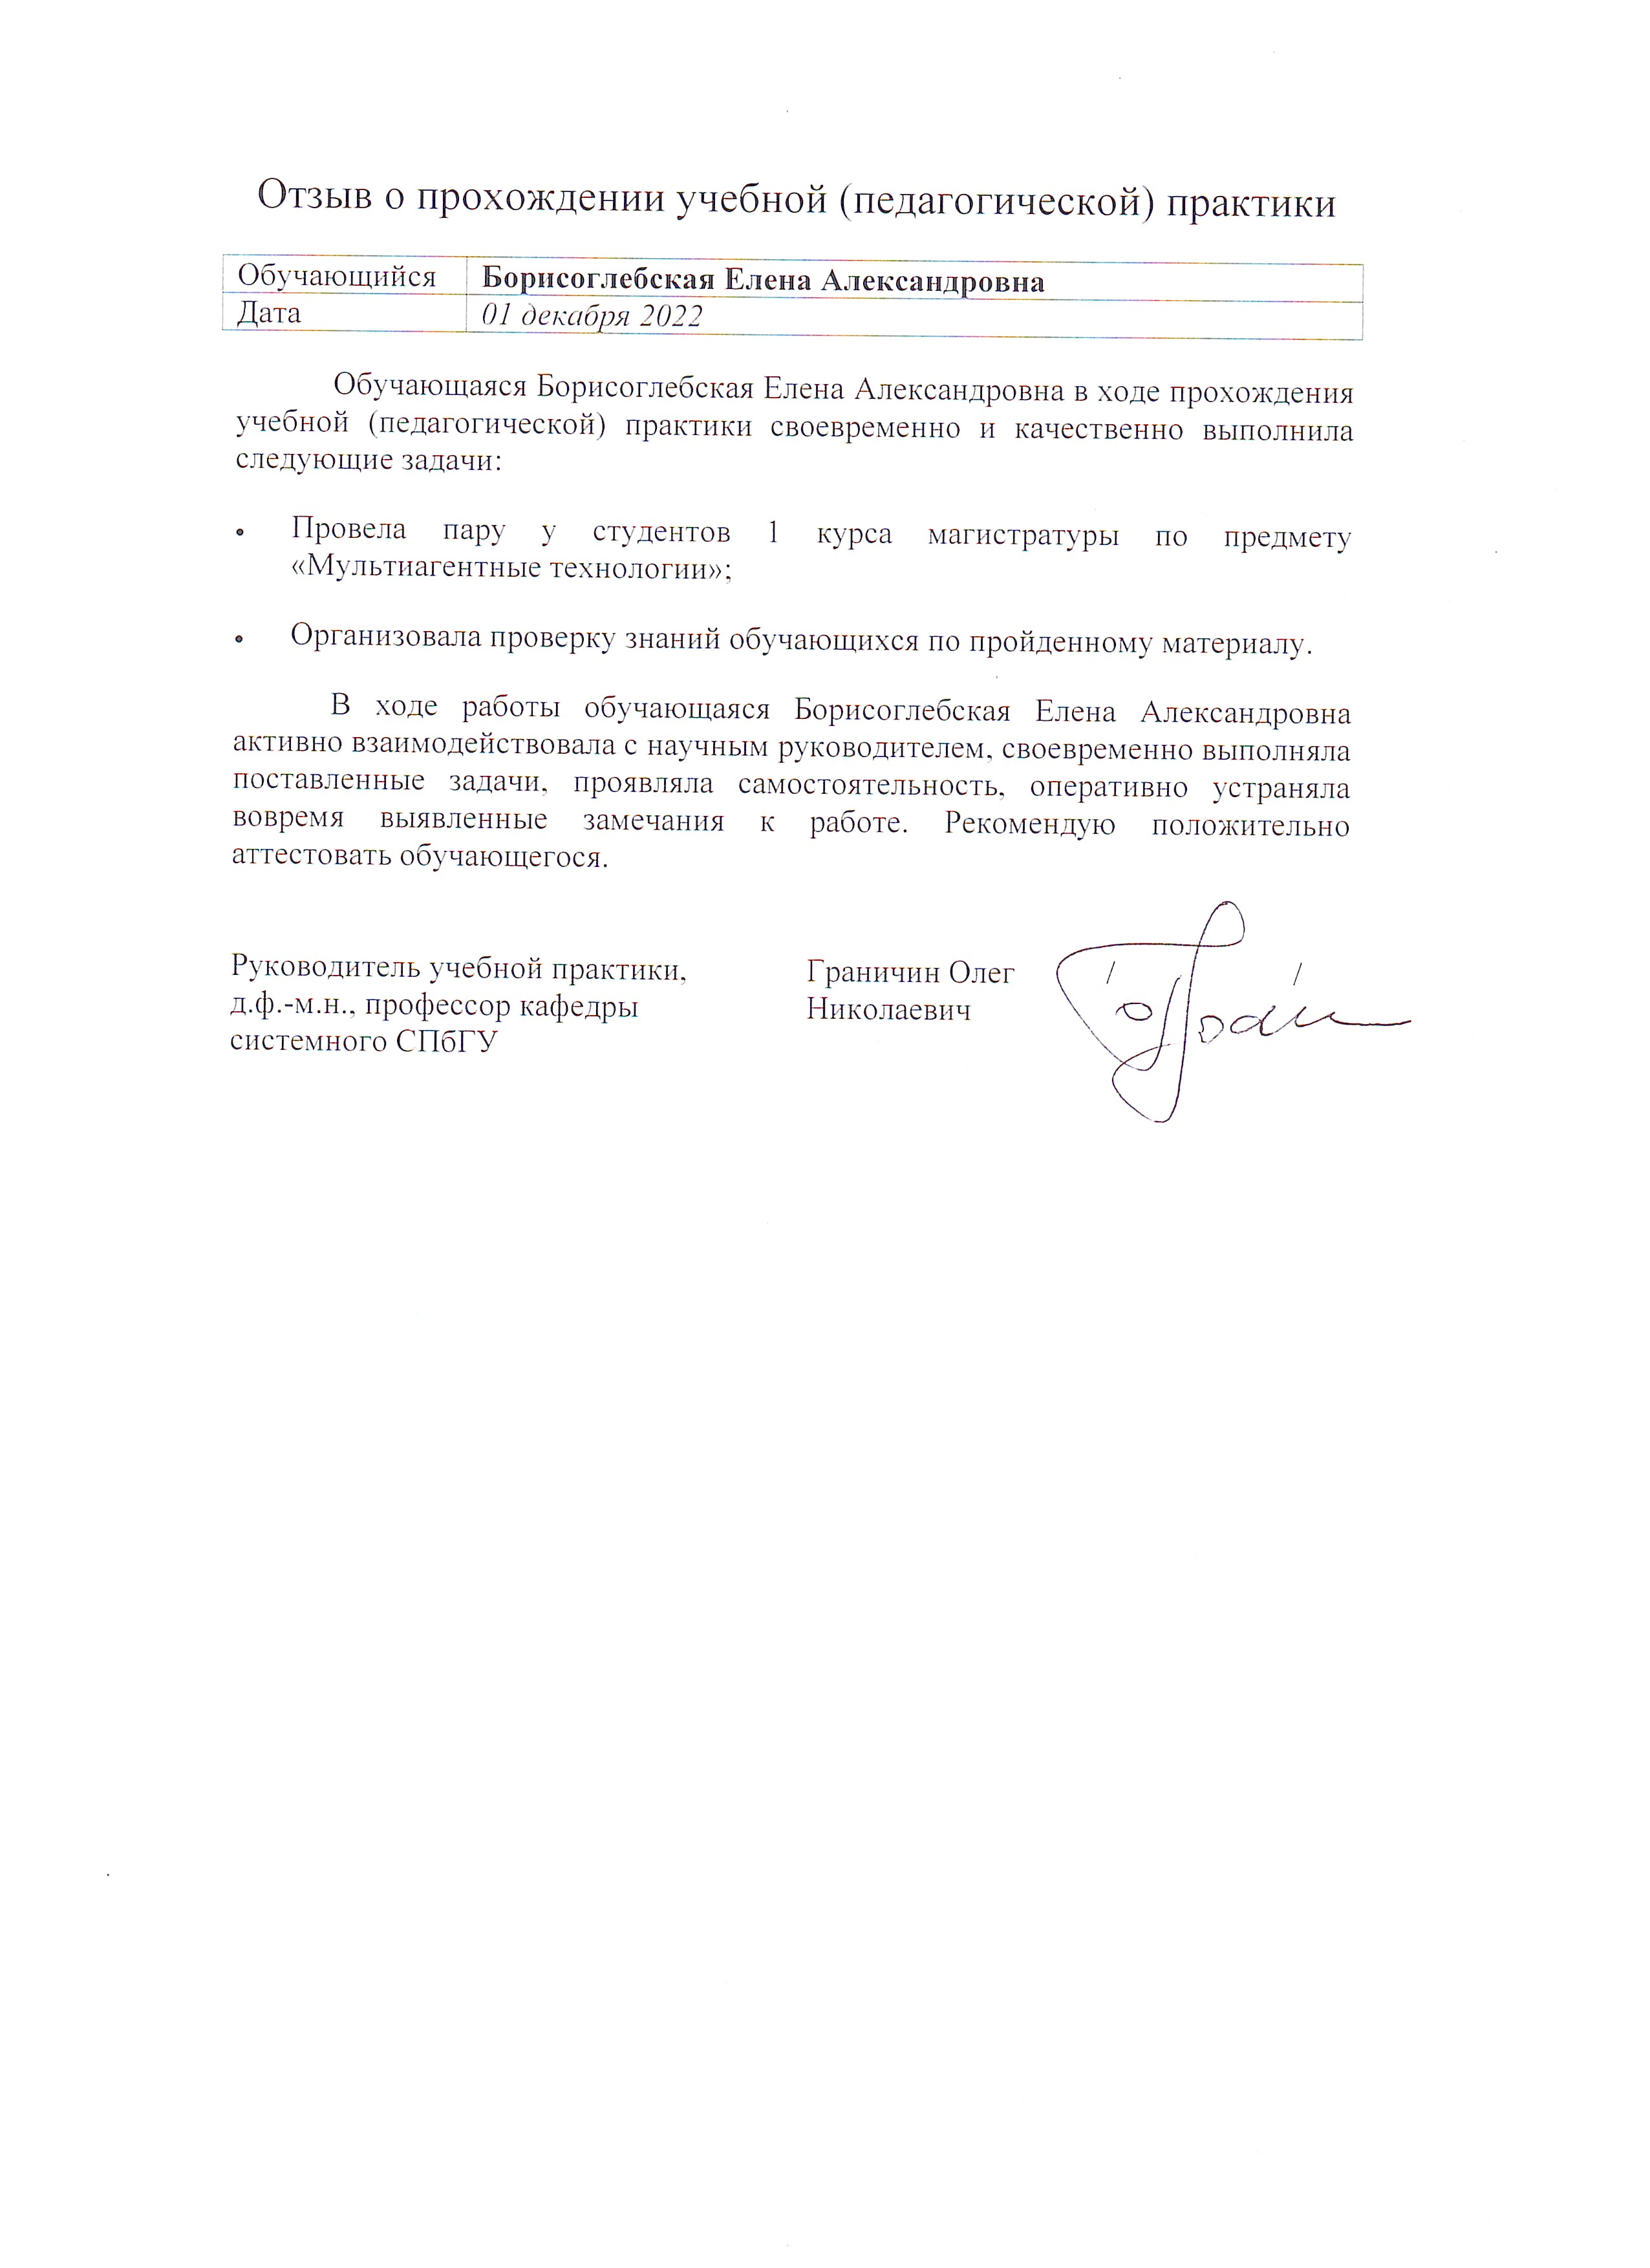 Отзыв о прохождении учебной (педагогической) практики
Обучающийся Борисоглебская Елена Александровна
Дата 01 декабря 2022
Обучающаяся Борисоглебская Елена Александровна в ходе прохождения
учебной (педагогической) практики своевременно и качественно выполнила
следующие задачи:
• Провела пару у студентов 1 курса магистратуры по предмету
«Мультиагентные технологии»;
• Организовала проверку знаний обучающихся по пройденному материалу.
В ходе работы обучающаяся Борисоглебская Елена Александровна
активно взаимодействовала с научным руководителем, своевременно выполняла
поставленные задачи, проявляла самостоятельность, оперативно устраняла
вовремя выявленные замечания к работе. Рекомендую положительно
аттестовать обучающегося.
Руководитель учебной практики, Граничин Олег / /
д.ф.-м.н., профессор кафедры Николаевич
системного СПбГУ